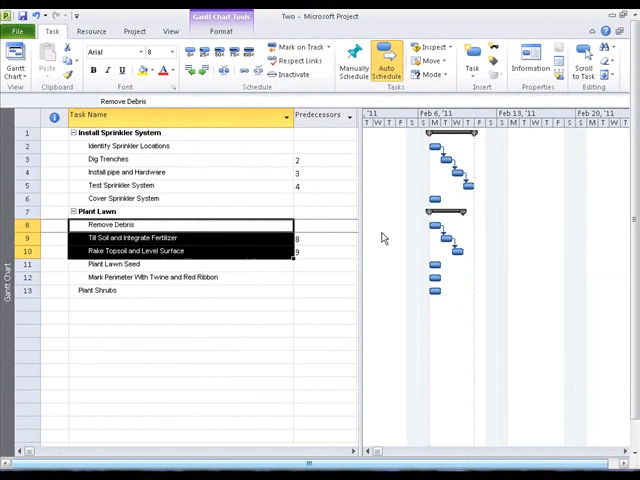 Gantt Chart Tools
Two - Microsoft Project
File
Task
Resource
Project
View
Format
Gantt Chart
View
Paste
Clipboard
Arial
8
B I U A
Font
0% 25% 50% 75% 100%
Mark on Track
Respect Links
Inactivate
Schedule
Manually Schedule
Auto Schedule
Inspect
Move
Mode
Tasks
Task
Insert
Information
Properties
Scroll to Task
Editing
Remove Debris
Task Name
Predecessors
'11
Feb 6, '11
Feb 13, '11
Feb 20, '11
T W T F S S M T W T F S S M T W T F S S M T W
1 Install Sprinkler System
2 Identify Sprinkler Locations
3 Dig Trenches 2
4 Install pipe and Hardware 3
5 Test Sprinkler System 4
6 Cover Sprinkler System
7 Plant Lawn
8 Remove Debris
9 Till Soil and Integrate Fertilizer 8
10 Rake Topsoil and Level Surface 9
11 Plant Lawn Seed
12 Mark Perimeter With Twine and Red Ribbon
13 Plant Shrubs
Gantt Chart